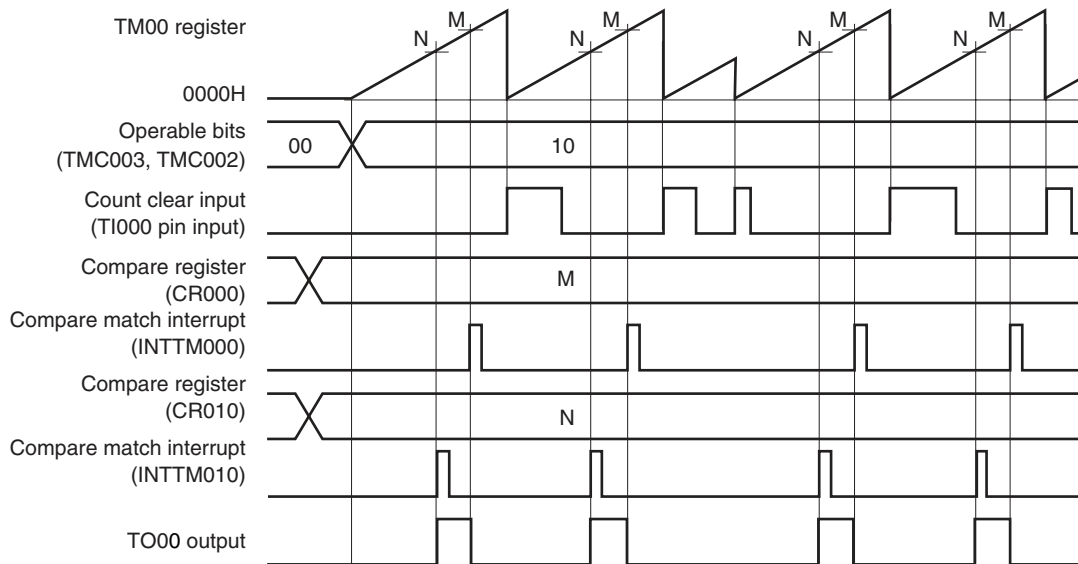 TM00 register
N M N M N M N M
0000H
Operable bits
(TMC003, TMC002)
00 10
Count clear input
(TI000 pin input)
Compare register
(CR000)
M
Compare match interrupt
(INTTM000)
Compare register
(CR010)
N
Compare match interrupt
(INTTM010)
TO00 output